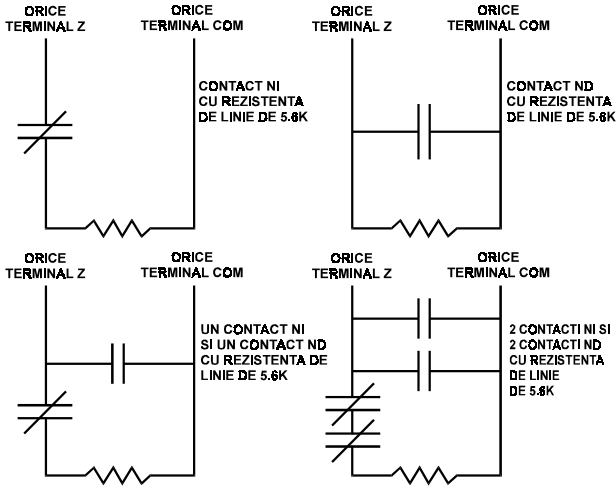 ORICE
TERMINAL Z
ORICE
TERMINAL COM
CONTACT NI
CU REZISTENTA
DE LINIE DE 5.6K
ORICE
TERMINAL Z
ORICE
TERMINAL COM
CONTACT ND
CU REZISTENTA
DE LINIE DE 5.6K
ORICE
TERMINAL Z
ORICE
TERMINAL COM
UN CONTACT NI
SI UN CONTACT ND
CU REZISTENTA DE
LINIE DE 5.6K
ORICE
TERMINAL Z
ORICE
TERMINAL COM
2 CONTACTI NI SI
2 CONTACTI ND
CU REZISTENTA
DE LINIE
DE 5.6K